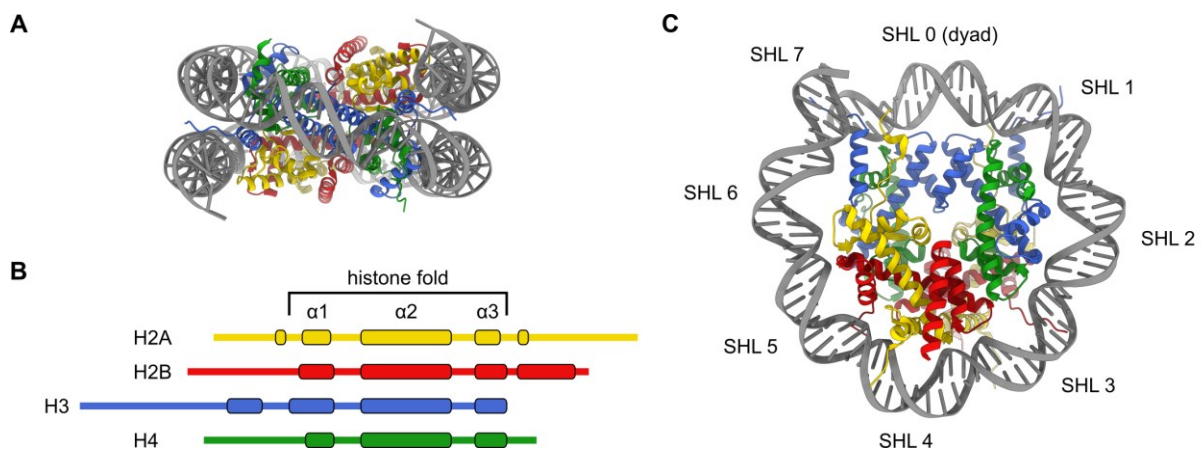 A
B
histone fold
α1 α2 α3
H2A
H2B
H3
H4
C
SHL 0 (dyad)
SHL 7
SHL 1
SHL 6
SHL 2
SHL 5
SHL 3
SHL 4